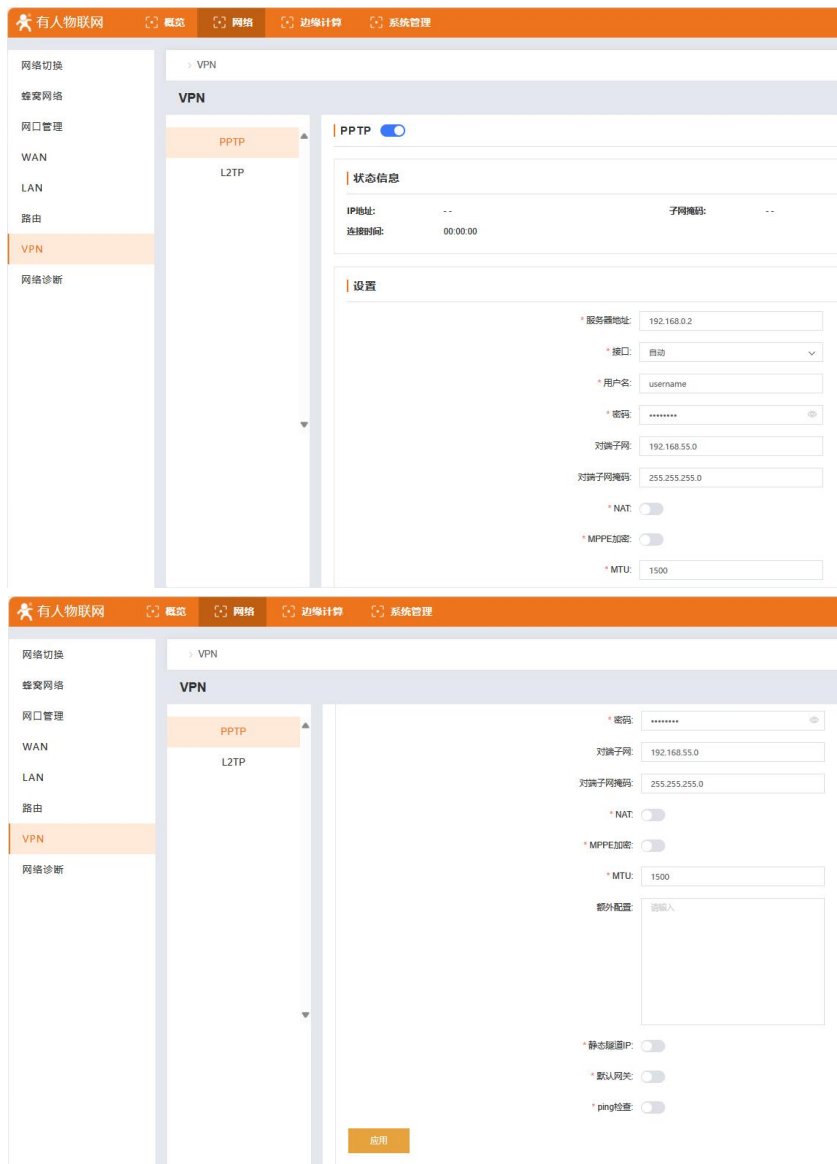 有人物联网 概览 网络 边缘计算 系统管理
网络切换
蜂窝网络
网口管理
WAN
LAN
路由
VPN
网络诊断
> VPN
VPN
PPTP
L2TP
PPTP
状态信息
IP地址: - - 子网掩码: - -
连接时间: 00:00:00
设置
* 服务器地址: 192.168.0.2
* 接口: 自动
* 用户名: username
* 密码: ••••••••
对端子网: 192.168.55.0
对端子网掩码: 255.255.255.0
* NAT:
* MPPE加密:
* MTU: 1500
有人物联网 概览 网络 边缘计算 系统管理
网络切换
蜂窝网络
网口管理
WAN
LAN
路由
VPN
网络诊断
> VPN
VPN
PPTP
L2TP
* 密码: ••••••••
对端子网: 192.168.55.0
对端子网掩码: 255.255.255.0
* NAT:
* MPPE加密:
* MTU: 1500
额外配置: 请输入
* 静态隧道IP:
* 默认网关:
* ping检查:
应用